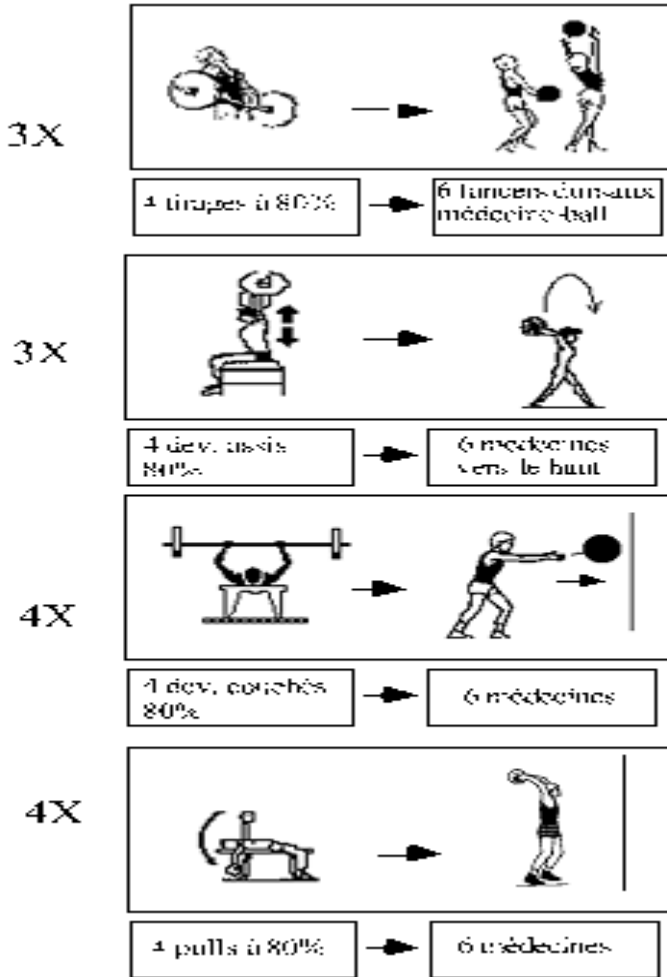 3X
4 tirages à 80%
6 lancers dorsaux
médecine-ball
3X
4 dev. assis
80%
6 médecines
vers le haut
4X
4 dev. couchés
80%
6 médecines
4X
4 pulls à 80%
6 médecines